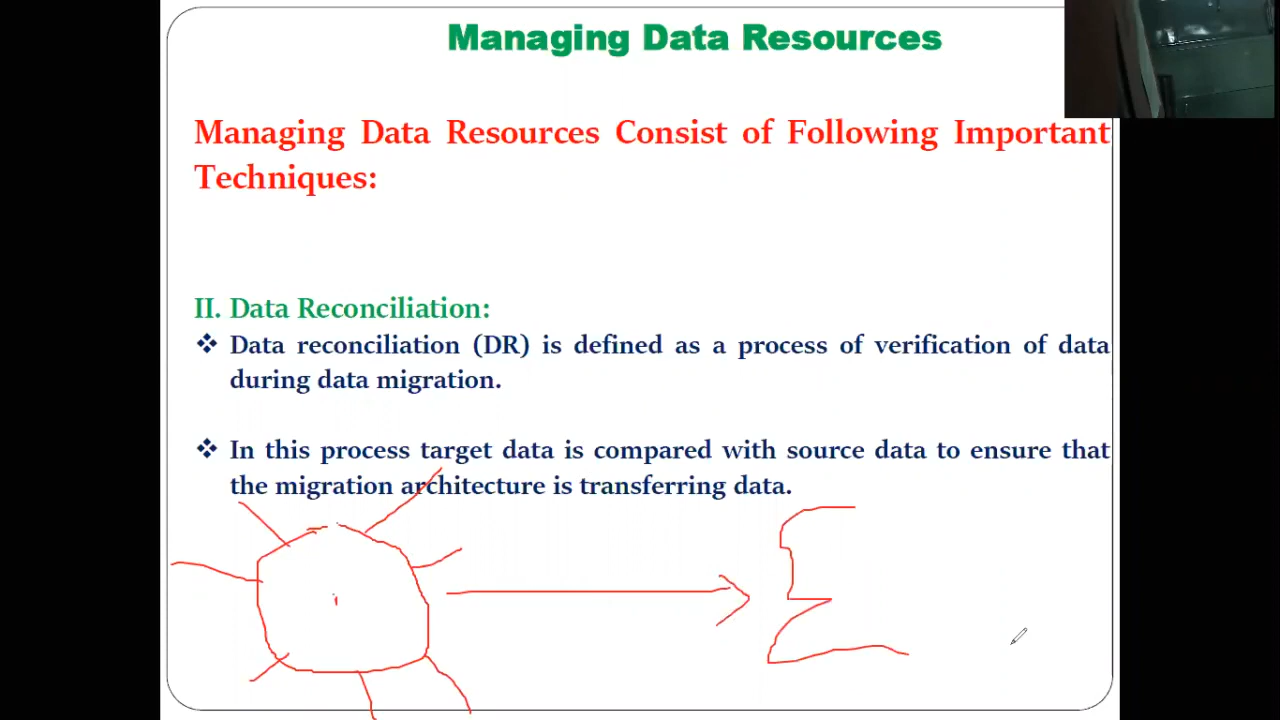 Managing Data Resources
Managing Data Resources Consist of Following Important
Techniques:
II. Data Reconciliation:
❖ Data reconciliation (DR) is defined as a process of verification of data
during data migration.
❖ In this process target data is compared with source data to ensure that
the migration architecture is transferring data.